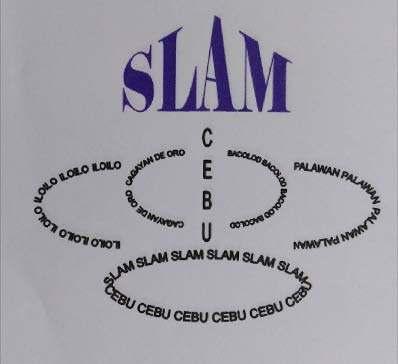 SLAM
CEBU
ILOILO ILOILO ILOILO ILOILO ILOILO ILOILO
CAGAYAN DE ORO CAGAYAN DE ORO
BACOLOD BACOLOD BACOLOD BACOLOD
PALAWAN PALAWAN PALAWAN PALAWAN
SLAM SLAM SLAM SLAM SLAM SLAM
CEBU CEBU CEBU CEBU CEBU CEBU